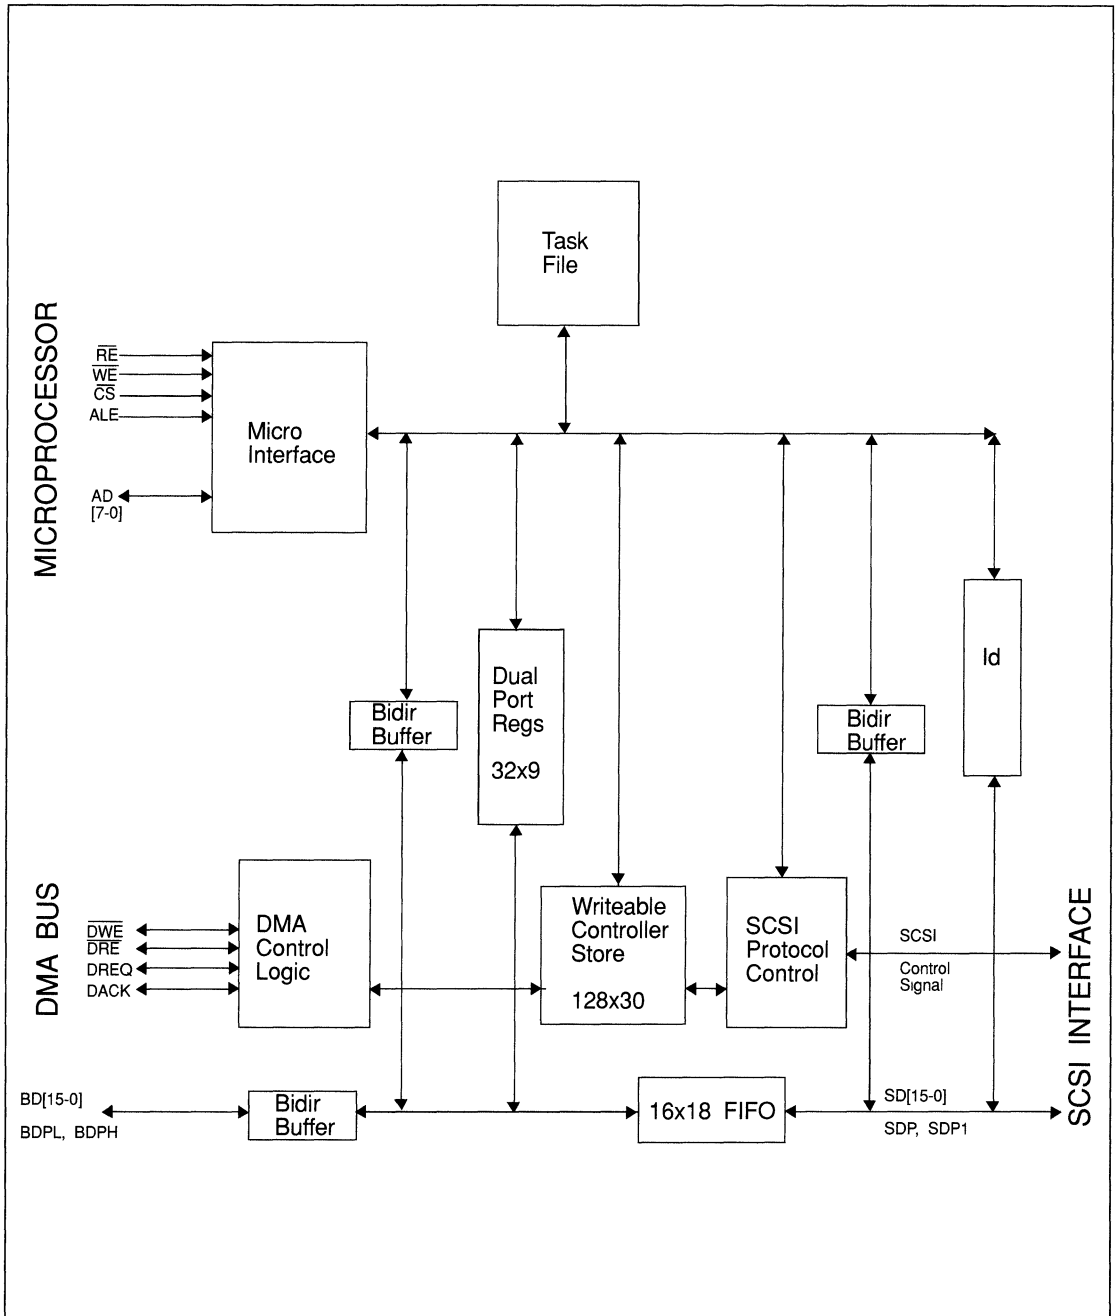 Task
File
MICROPROCESSOR
RE
WE
CS
ALE
AD
[7-0]
Micro
Interface
Id
Dual
Port
Regs
32x9
Bidir
Buffer
Bidir
Buffer
DMA BUS
DWE
DRE
DREQ
DACK
DMA
Control
Logic
Writeable
Controller
Store
128x30
SCSI
Protocol
Control
SCSI
Control
Signal
SCSI INTERFACE
BD[15-0]
BDPL, BDPH
Bidir
Buffer
16x18 FIFO
SD[15-0]
SDP, SDP1